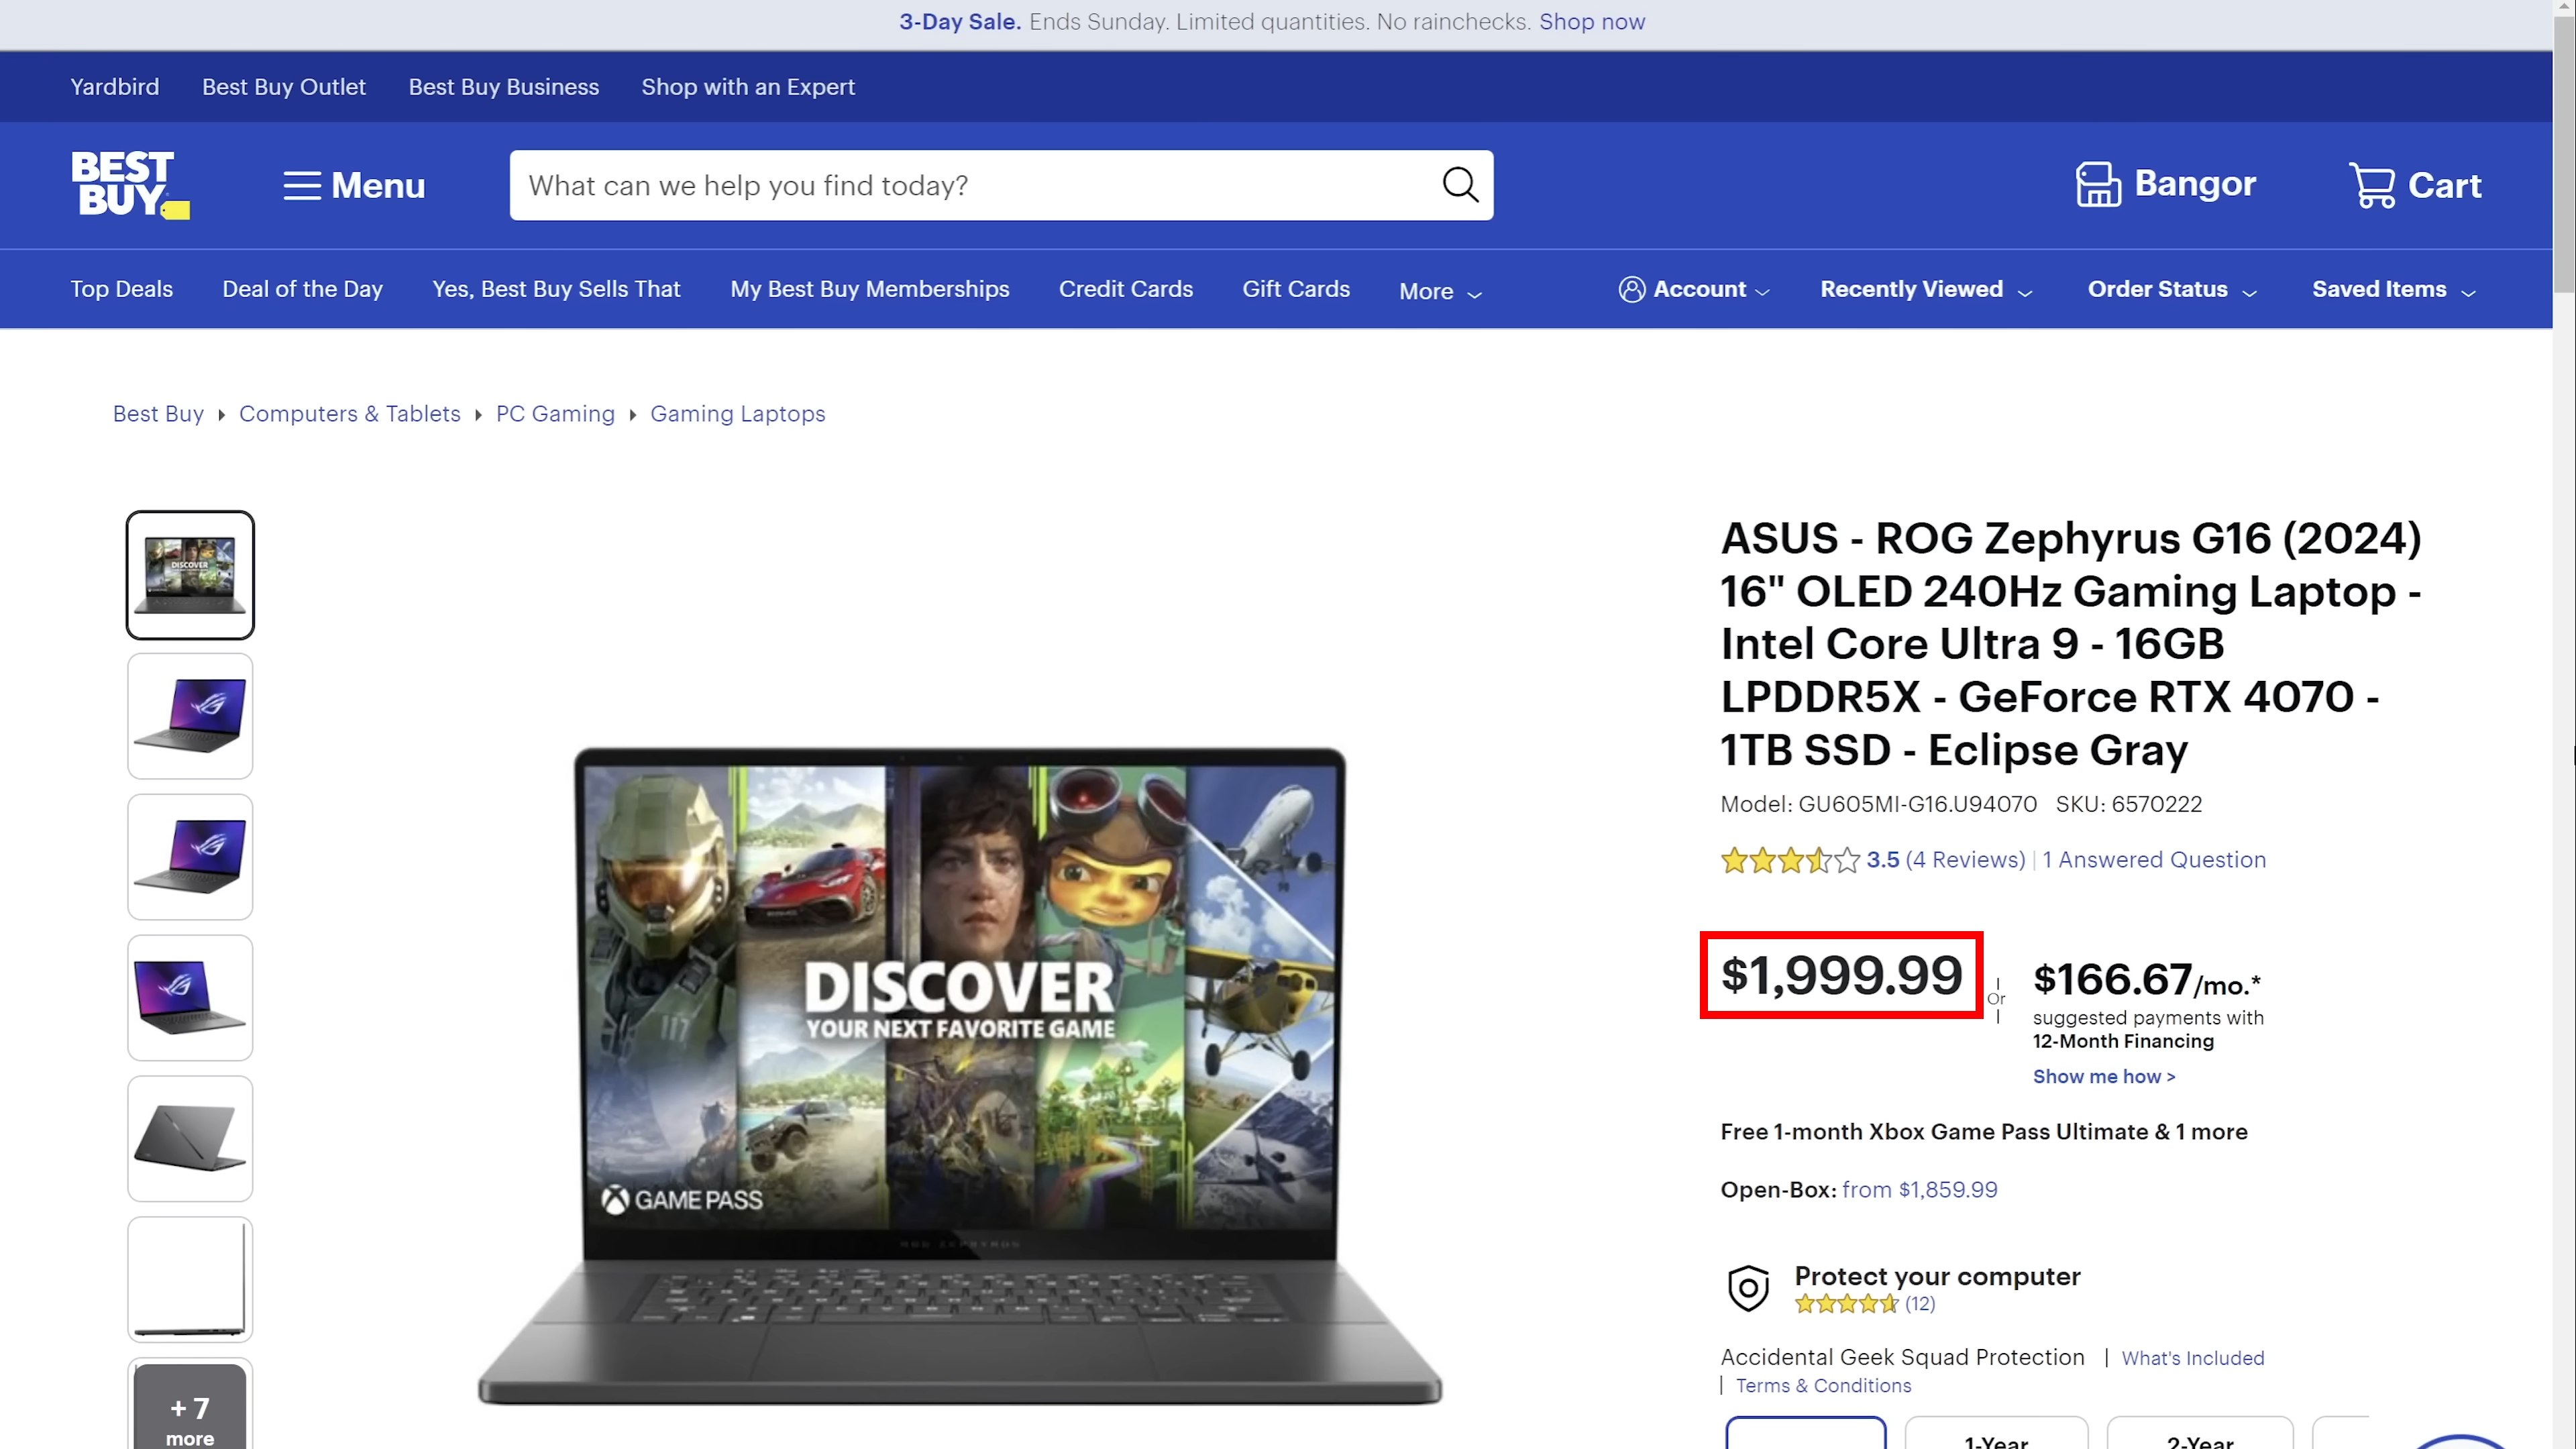 3-Day Sale. Ends Sunday. Limited quantities. No rainchecks. Shop now
Yardbird Best Buy Outlet Best Buy Business Shop with an Expert
BEST
BUY
Menu
What can we help you find today?
Bangor
Cart
Top Deals Deal of the Day Yes, Best Buy Sells That My Best Buy Memberships Credit Cards Gift Cards More Account Recently Viewed Order Status Saved Items
Best Buy Computers & Tablets PC Gaming Gaming Laptops
ASUS - ROG Zephyrus G16 (2024)
16" OLED 240Hz Gaming Laptop -
Intel Core Ultra 9 - 16GB
LPDDR5X - GeForce RTX 4070 -
1TB SSD - Eclipse Gray
Model: GU605MI-G16.U94070 SKU: 6570222
3.5 (4 Reviews) | 1 Answered Question
$1,999.99
Or
$166.67/mo.*
suggested payments with
12-Month Financing
Show me how >
Free 1-month Xbox Game Pass Ultimate & 1 more
Open-Box: from $1,859.99
Protect your computer
(12)
Accidental Geek Squad Protection | What's Included
| Terms & Conditions
1-Year
2-Year
DISCOVER
YOUR NEXT FAVORITE GAME
117
GAME PASS
ROG ZEPHYRUS
DISCOVER
+ 7
more